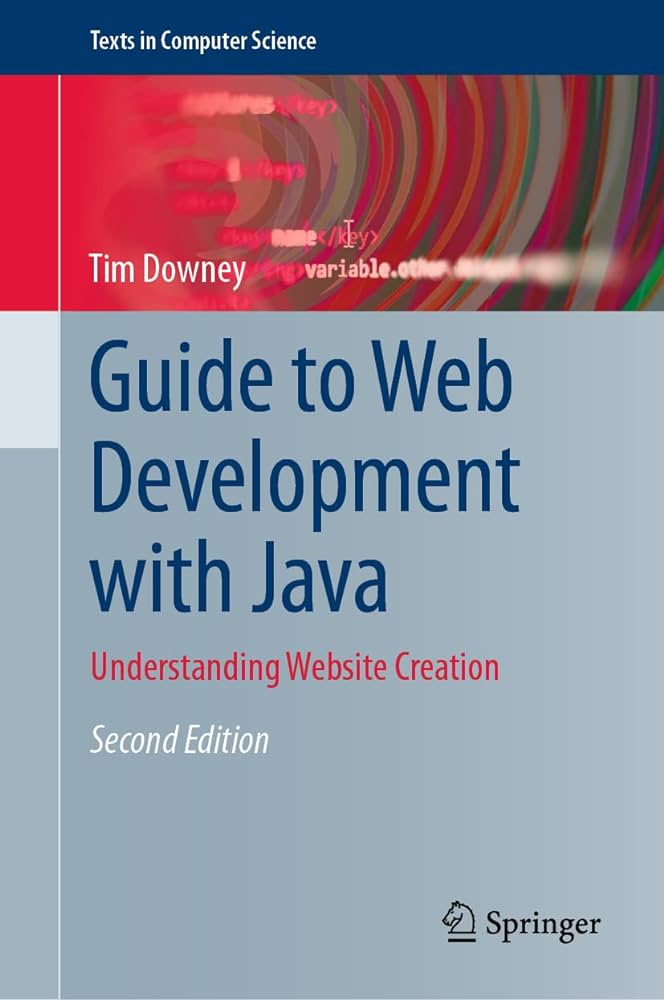 Texts in Computer Science
name</key>
Tim Downey
variable.other.
Guide to Web
Development
with Java
Understanding Website Creation
Second Edition
Springer